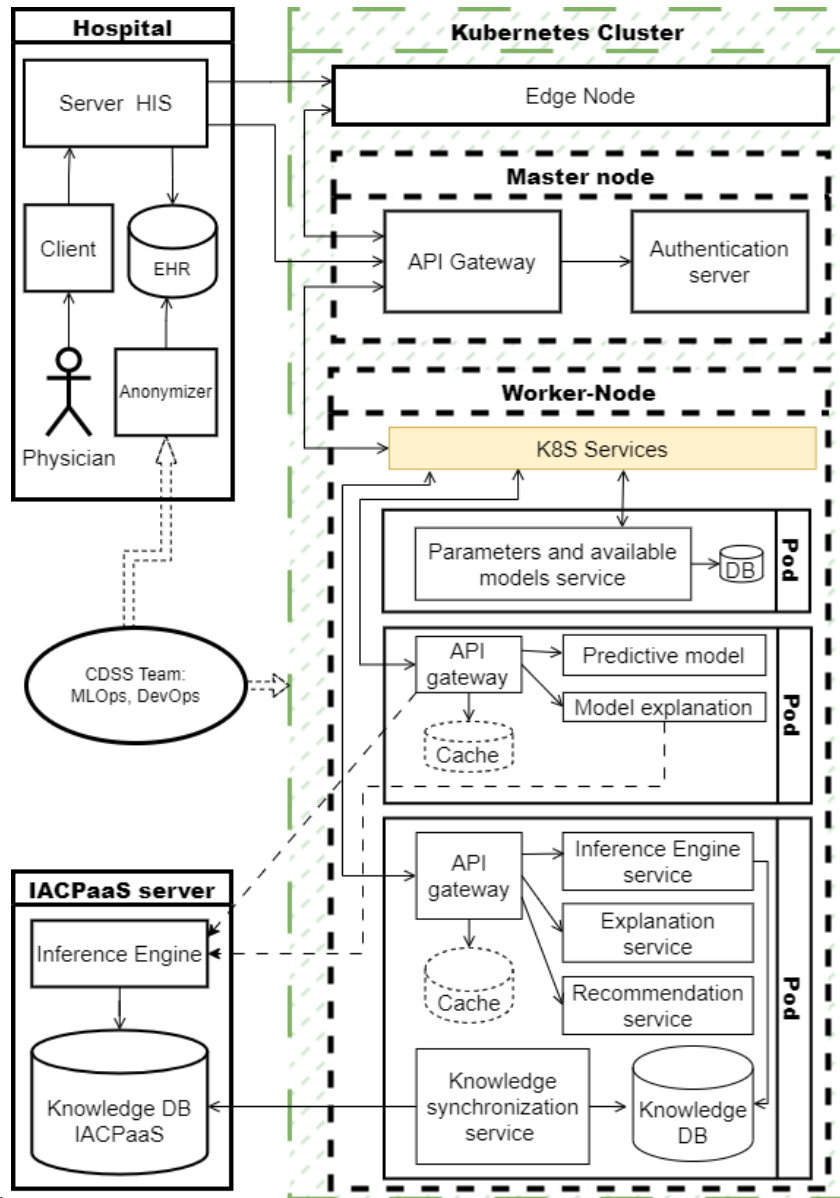 Hospital
Server HIS
Client
EHR
Anonymizer
Physician
CDSS Team:
MLOps, DevOps
IACPaaS server
Inference Engine
Knowledge DB
IACPaaS
Kubernetes Cluster
Edge Node
Master node
API Gateway
Authentication
server
Worker-Node
K8S Services
Parameters and available
models service
DB
Pod
API
gateway
Predictive model
Model explanation
Cache
Pod
API
gateway
Inference Engine
service
Explanation
service
Recommendation
service
Cache
Knowledge
synchronization
service
Knowledge
DB
Pod